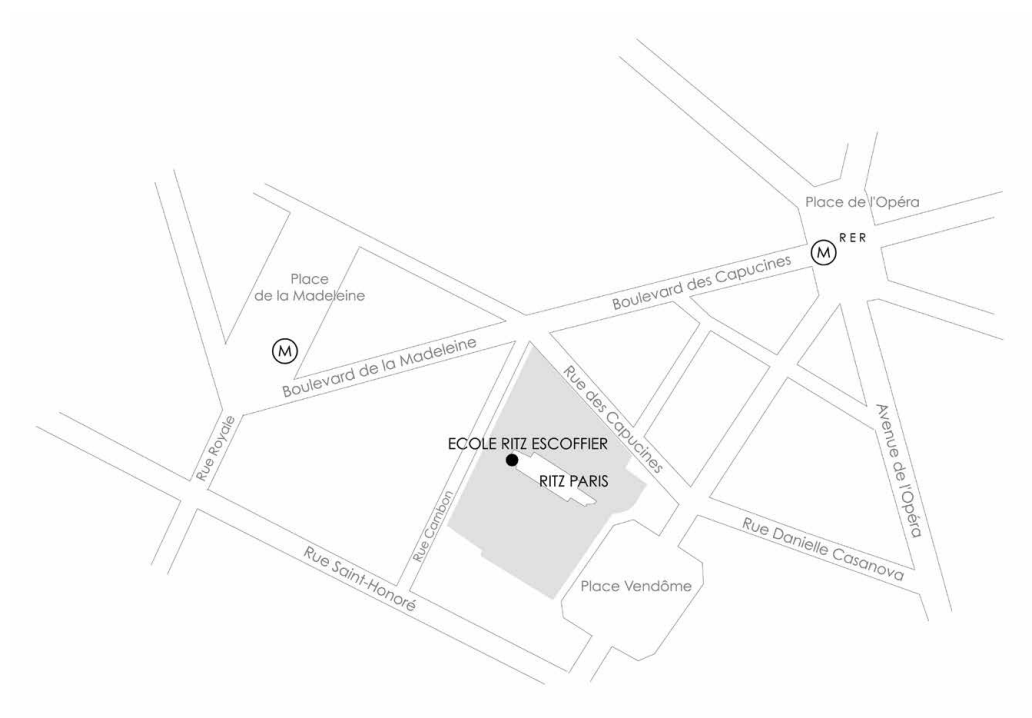 Place de l'Opéra
RER
M
Boulevard des Capucines
Place
de la Madeleine
M
Boulevard de la Madeleine
Rue des Capucines
Rue Royale
ECOLE RITZ ESCOFFIER
RITZ PARIS
Avenue de l'Opéra
Rue Cambon
Rue Danielle Casanova
Rue Saint-Honoré
Place Vendôme